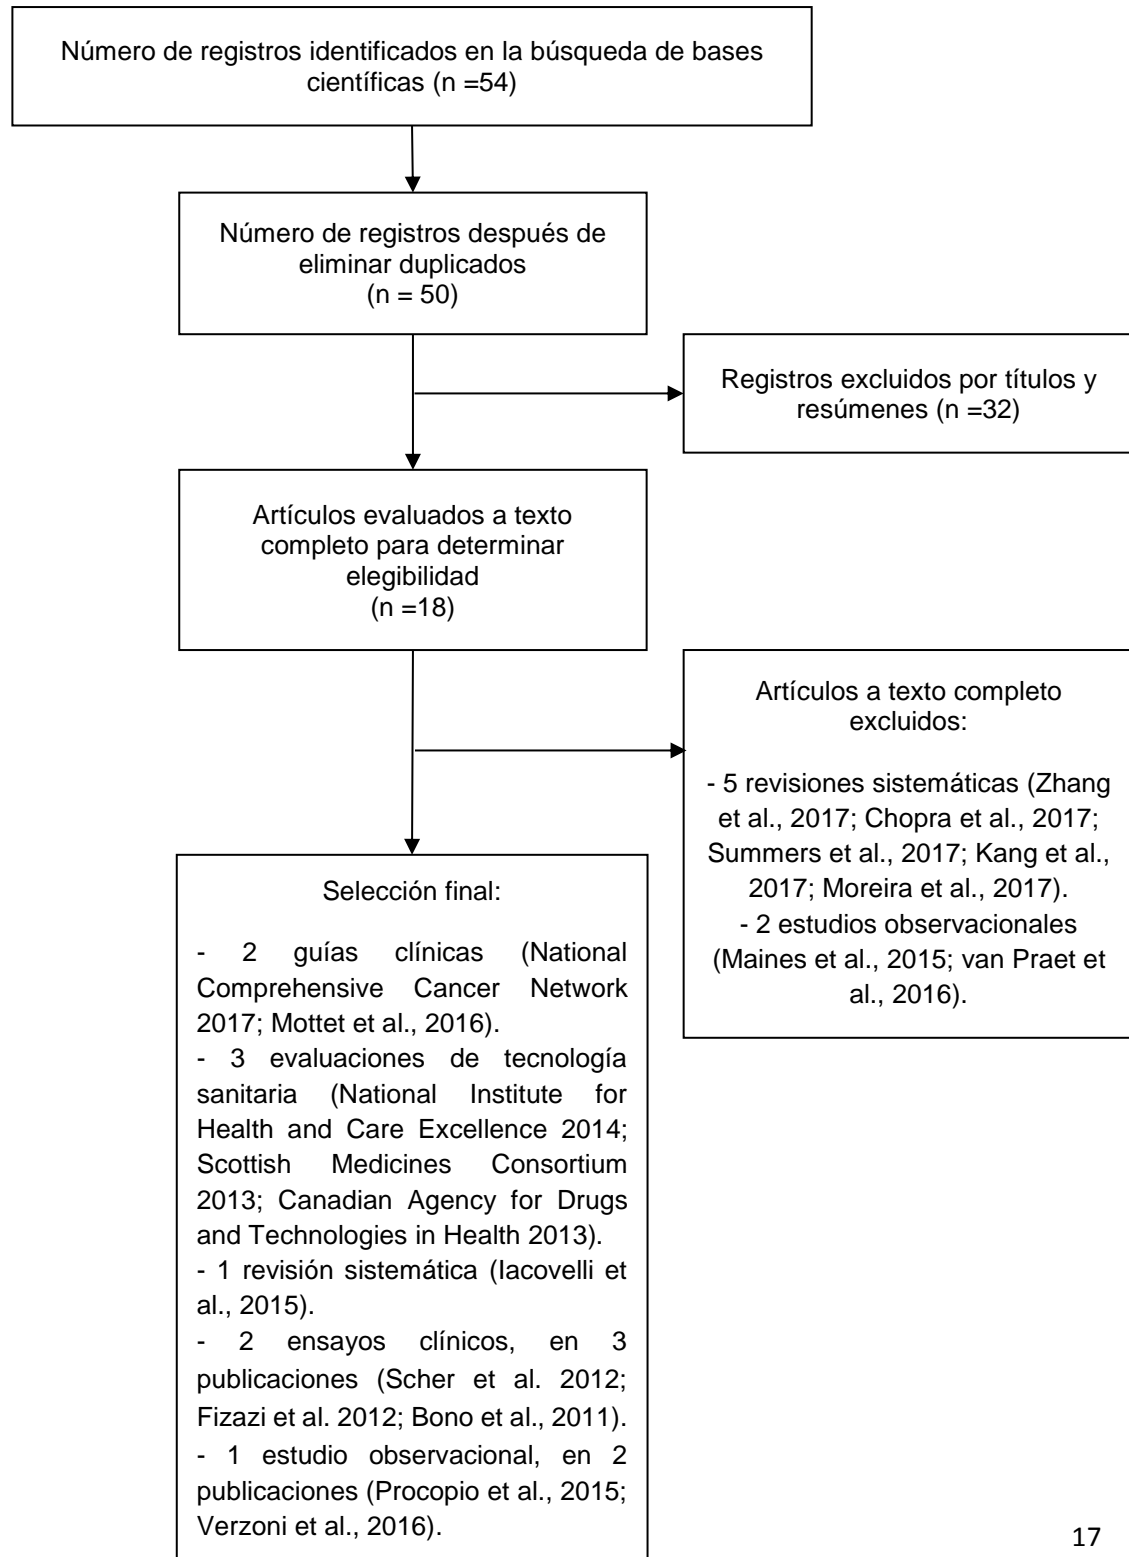 Número de registros identificados en la búsqueda de bases
científicas (n =54)
Número de registros después de
eliminar duplicados
(n = 50)
Registros excluidos por títulos y
resúmenes (n =32)
Artículos evaluados a texto
completo para determinar
elegibilidad
(n =18)
Artículos a texto completo
excluidos:
- 5 revisiones sistemáticas (Zhang
et al., 2017; Chopra et al., 2017;
Summers et al., 2017; Kang et al.,
2017; Moreira et al., 2017).
- 2 estudios observacionales
(Maines et al., 2015; van Praet et
al., 2016).
Selección final:
- 2 guías clínicas (National
Comprehensive Cancer Network
2017; Mottet et al., 2016).
- 3 evaluaciones de tecnología
sanitaria (National Institute for
Health and Care Excellence 2014;
Scottish Medicines Consortium
2013; Canadian Agency for Drugs
and Technologies in Health 2013).
- 1 revisión sistemática (Iacovelli et
al., 2015).
- 2 ensayos clínicos, en 3
publicaciones (Scher et al. 2012;
Fizazi et al. 2012; Bono et al., 2011).
- 1 estudio observacional, en 2
publicaciones (Procopio et al., 2015;
Verzoni et al., 2016).
17